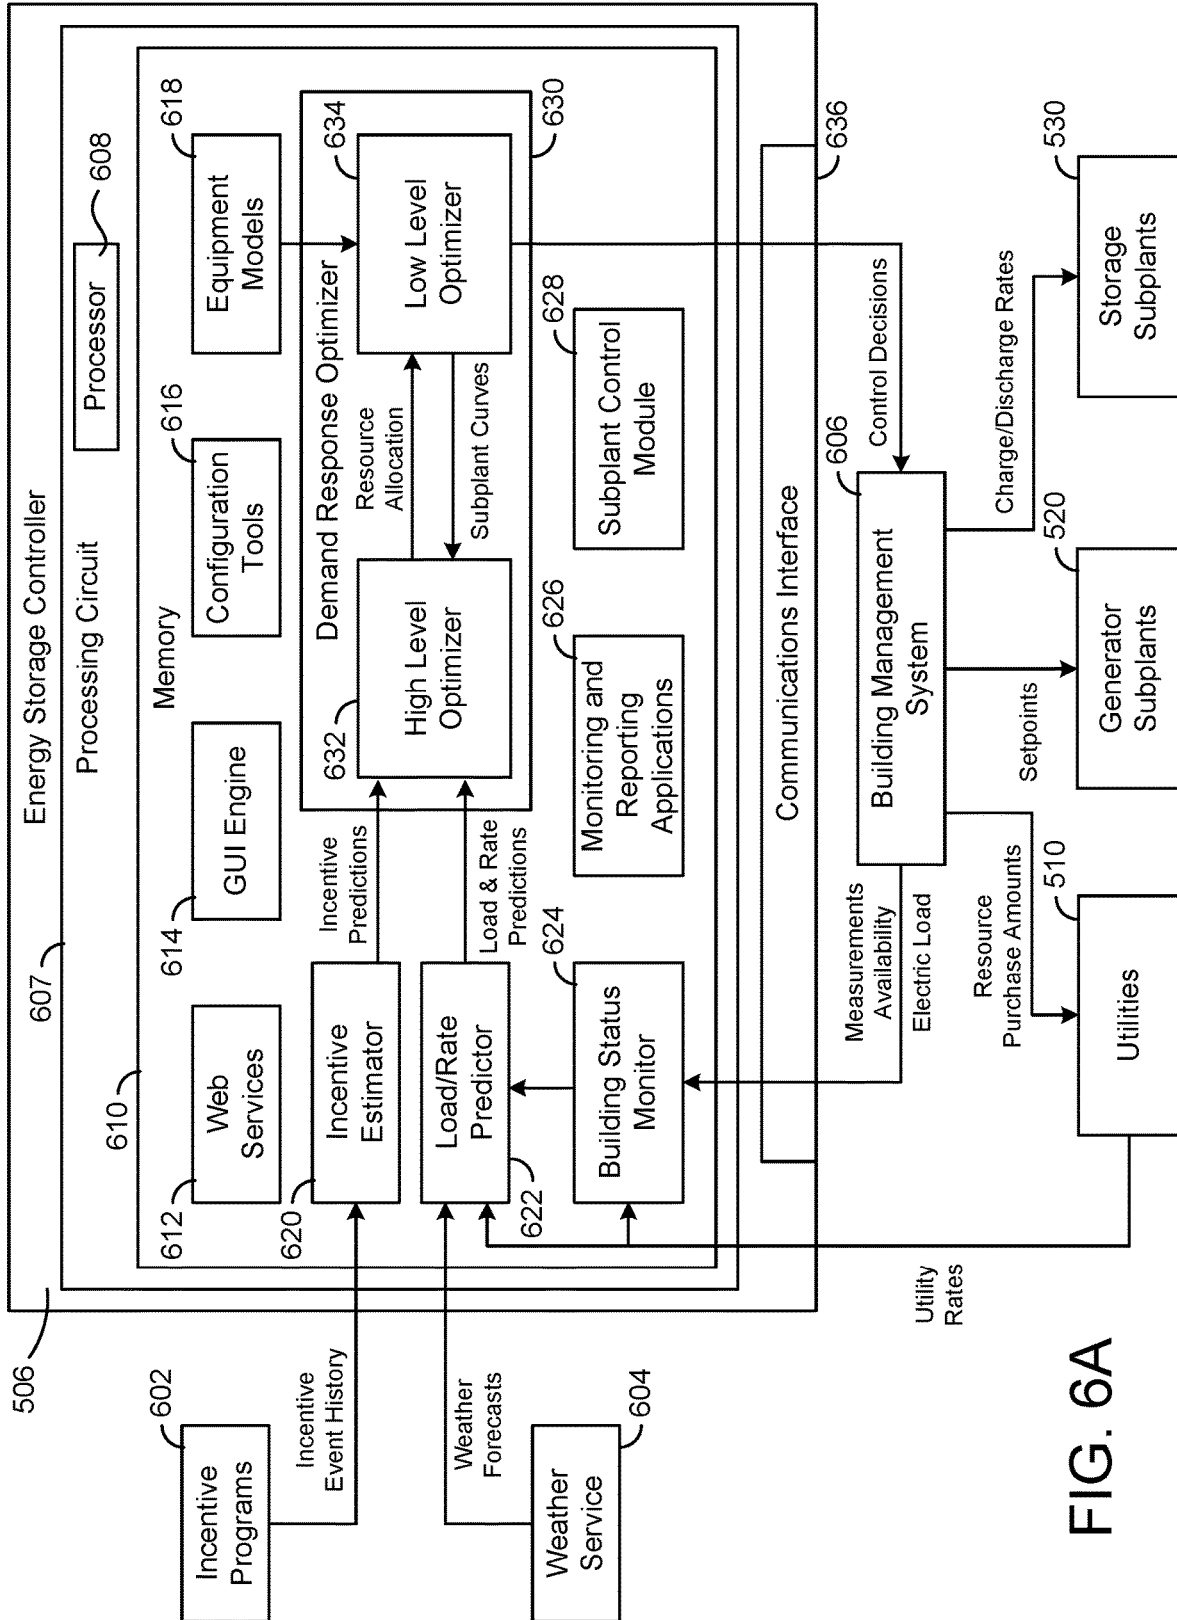 506
607
610
Energy Storage Controller
Processing Circuit
Memory
Processor
608
612
Web
Services
614
GUI Engine
616
Configuration
Tools
618
Equipment
Models
602
Incentive
Programs
Incentive
Event History
620
Incentive
Estimator
Incentive
Predictions
Demand Response Optimizer
632
High Level
Optimizer
Resource
Allocation
Subplant Curves
634
Low Level
Optimizer
630
Weather
Forecasts
604
Weather
Service
Load/Rate
Predictor
622
Load & Rate
Predictions
624
Building Status
Monitor
626
Monitoring and
Reporting
Applications
628
Subplant Control
Module
Communications Interface
636
Measurements
Availability
Electric Load
606
Building Management
System
Control Decisions
Utility
Rates
Resource
Purchase Amounts
Setpoints
Charge/Discharge Rates
510
Utilities
520
Generator
Subplants
530
Storage
Subplants
FIG. 6A